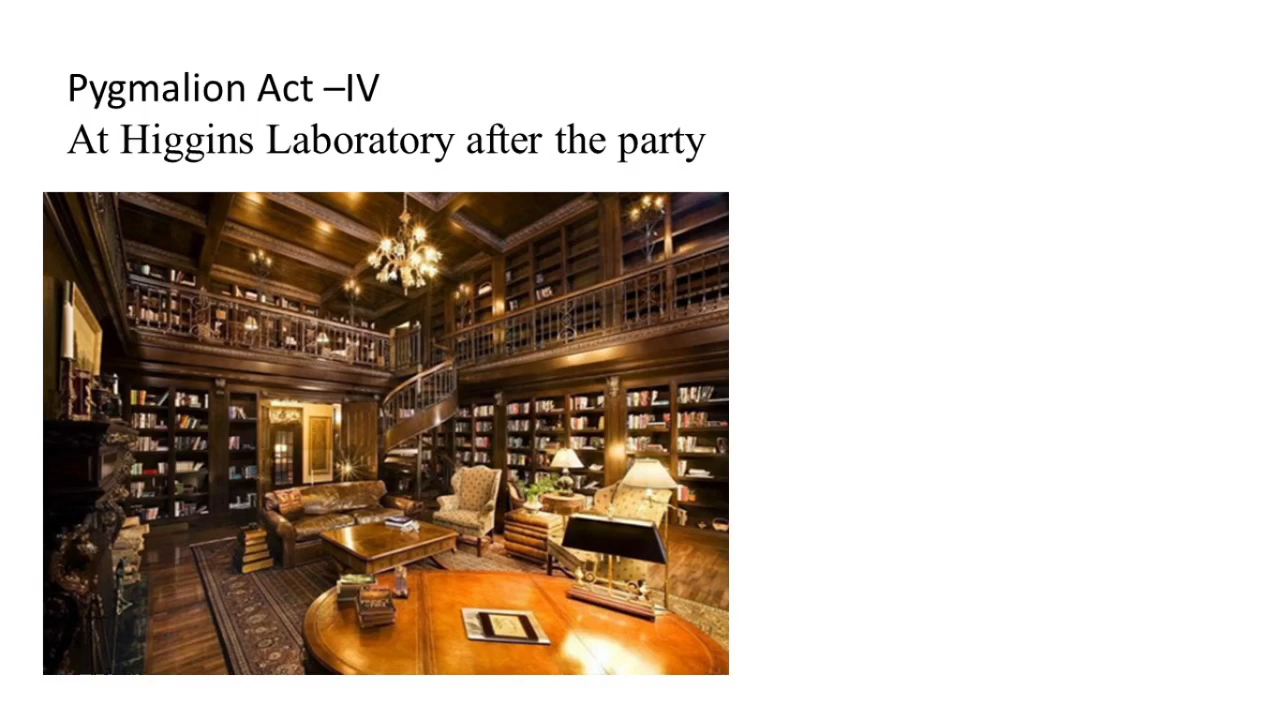 Pygmalion Act –IV
At Higgins Laboratory after the party